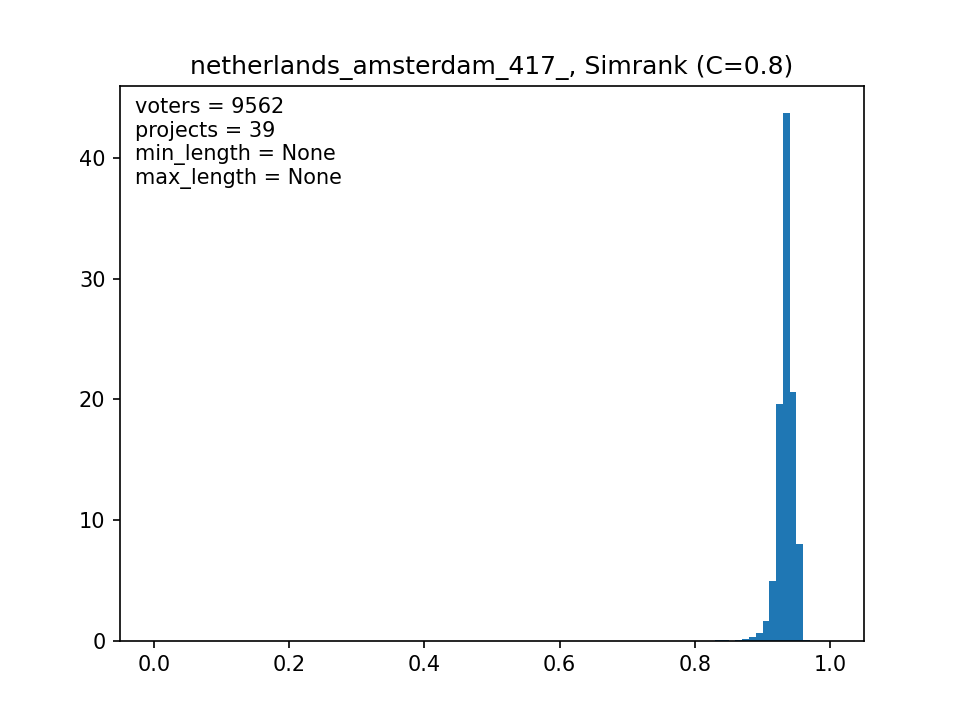 netherlands_amsterdam_417_, Simrank (C=0.8)
voters = 9562
projects = 39
min_length = None
max_length = None
40
30
20
10
0
0.0 0.2 0.4 0.6 0.8 1.0